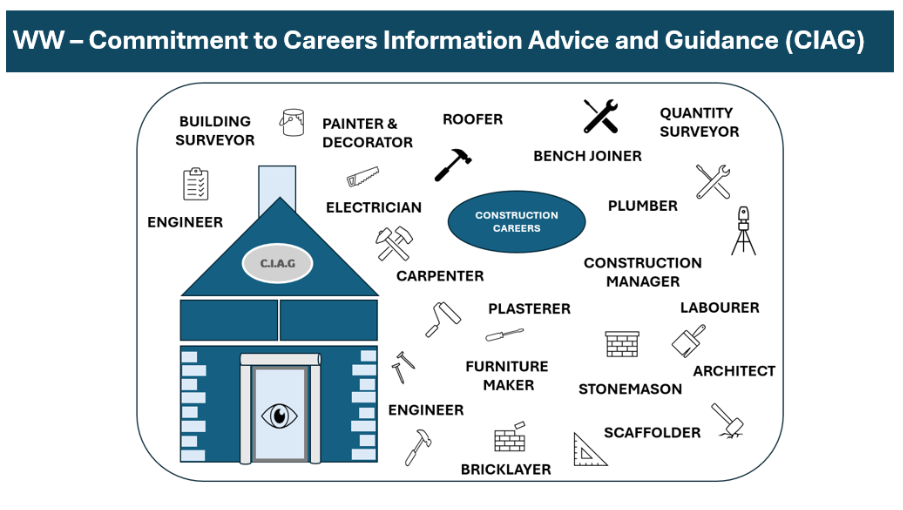 WW – Commitment to Careers Information Advice and Guidance (CIAG)
BUILDING
SURVEYOR
PAINTER &
DECORATOR
ROOFER
QUANTITY
SURVEYOR
BENCH JOINER
ENGINEER
ELECTRICIAN
CONSTRUCTION
CAREERS
PLUMBER
C.I.A.G
CARPENTER
CONSTRUCTION
MANAGER
PLASTERER
LABOURER
FURNITURE
MAKER
ARCHITECT
STONEMASON
ENGINEER
SCAFFOLDER
BRICKLAYER